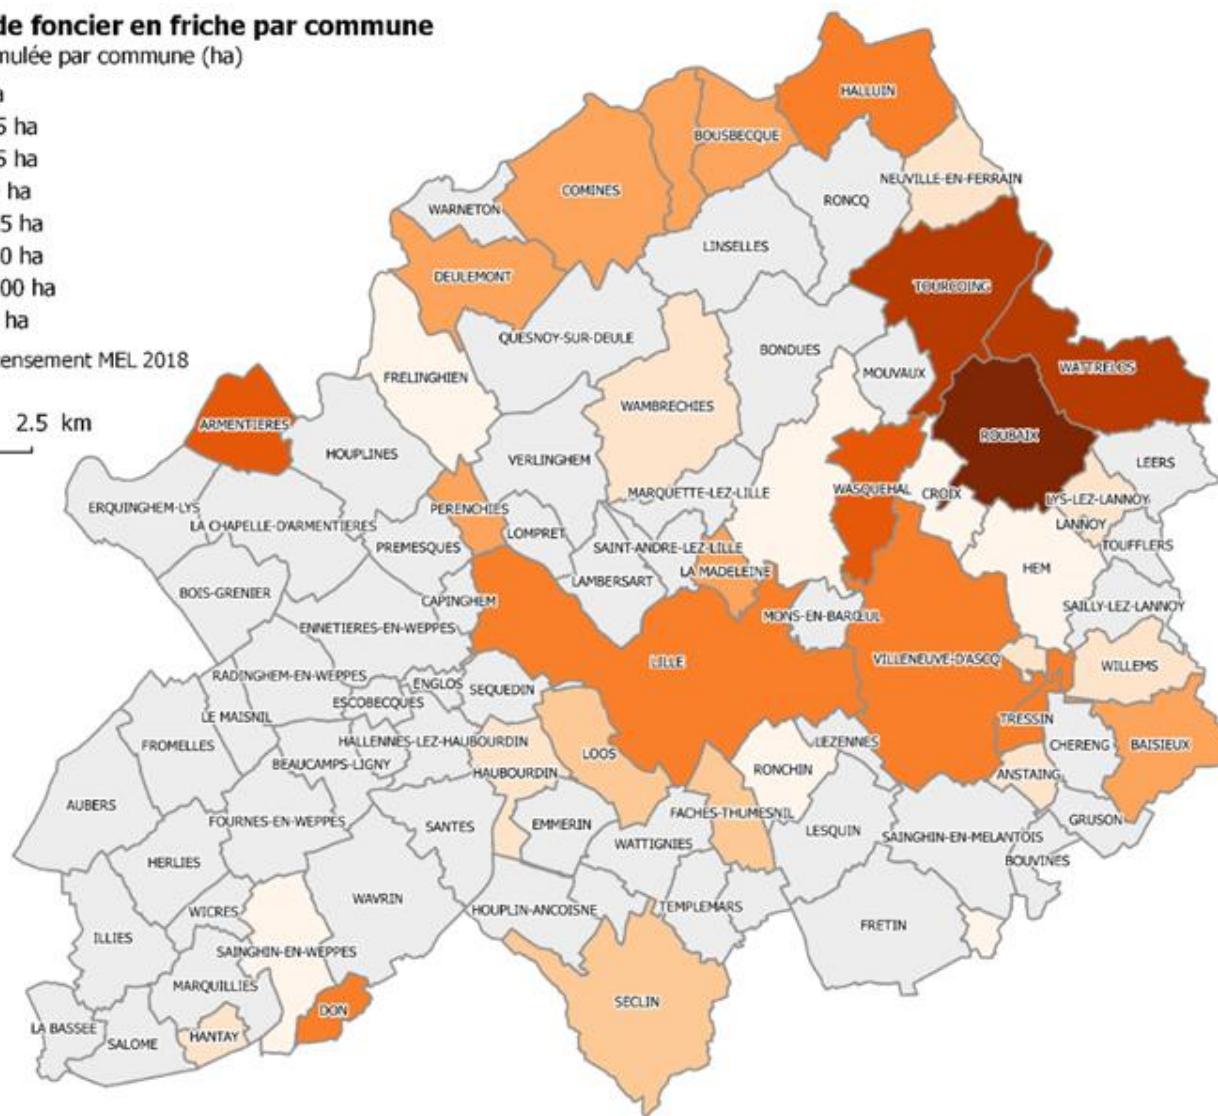 de foncier en friche par commune
mulée par commune (ha)
5 ha
5 ha
ha
5 ha
0 ha
00 ha
ha
ensement MEL 2018
2.5 km
HALLUIN
BOUSBECQUE
NEUVILLE-EN-FERRAIN
COMINES
RONCQ
WARNETON
LINSELLES
DEULEMONT
TOURCOING
QUESNOY-SUR-DEULE
BONDUES
WATTRELOS
MOUVAUX
FRELINGHIEN
WAMBRECHIES
ARMENTIERES
ROUBAIX
HOUPLINES
VERLINGHEM
LEERS
MARQUETTE-LEZ-LILLE
WASQUEHAL
CROIX
LYS-LEZ-LANNOY
ERQUINGHEM-LYS
PERENCHIES
LA CHAPELLE-D'ARMENTIERES
LANNOY
LOMPRET
PREMESQUES
SAINT-ANDRE-LEZ-LILLE
TOUFFLERS
LA MADELEINE
HEM
LAMBERSART
BOIS-GRENIER
CAPINGHEM
SAILLY-LEZ-LANNOY
MONS-EN-BARŒUL
ENNETIERES-EN-WEPPES
LILLE
VILLENEUVE-D'ASCQ
WILLEMS
RADINGHEM-EN-WEPPES
ENGLOS
SEQUEDIN
ESCOBECQUES
LE MAISNIL
TRESSIN
FROMELLES
HALLENNES-LEZ-HAUBOURDIN
LEZENNES
CHERENG
BAISIEUX
LOOS
BEAUCAMPS-LIGNY
HAUBOURDIN
RONCHIN
ANSTAING
AUBERS
FOURNES-EN-WEPPES
SANTES
EMMERIN
FACHES-THUMESNIL
GRUSON
LESQUIN
SAINGHIN-EN-MELANTOIS
WATTIGNIES
HERLIES
BOUVINES
WAVRIN
WICRES
HOUPLIN-ANCOISNE
TEMPLEMARS
FRETIN
ILLIES
SAINGHIN-EN-WEPPES
MARQUILLIES
SECLIN
DON
LA BASSEE
HANTAY
SALOME